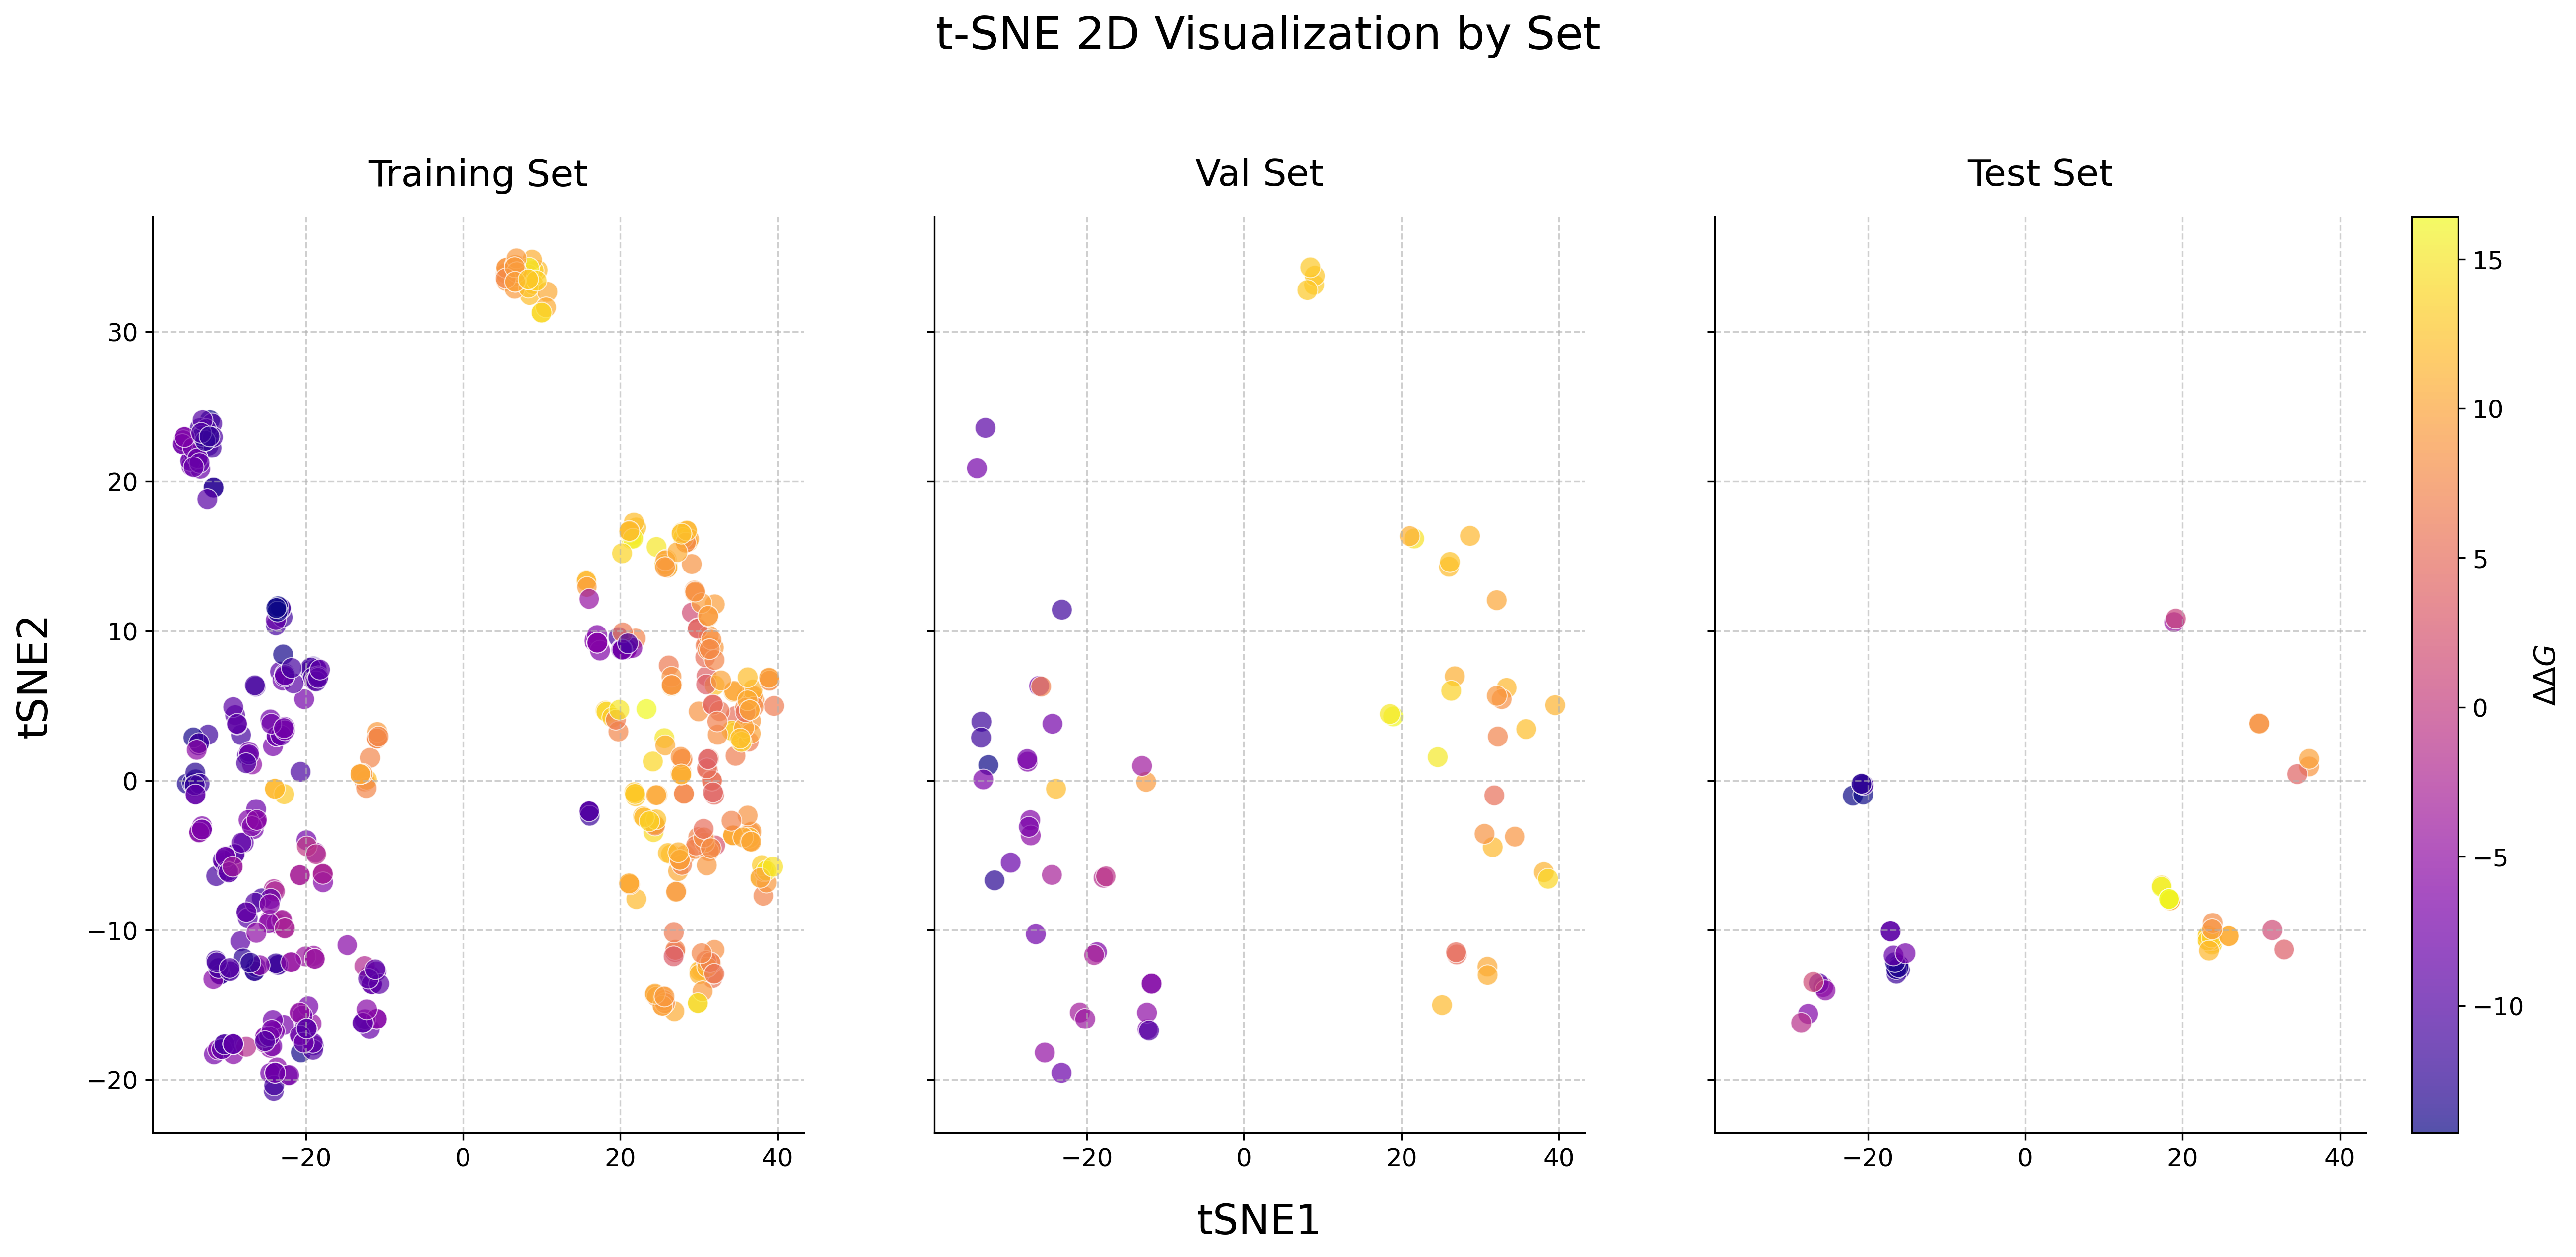 t-SNE 2D Visualization by Set
Training Set
Val Set
Test Set
tSNE2
30
20
10
0
−10
−20
−20 0 20 40
−20 0 20 40
−20 0 20 40
tSNE1
15
10
5
0
−5
−10
ΔΔG